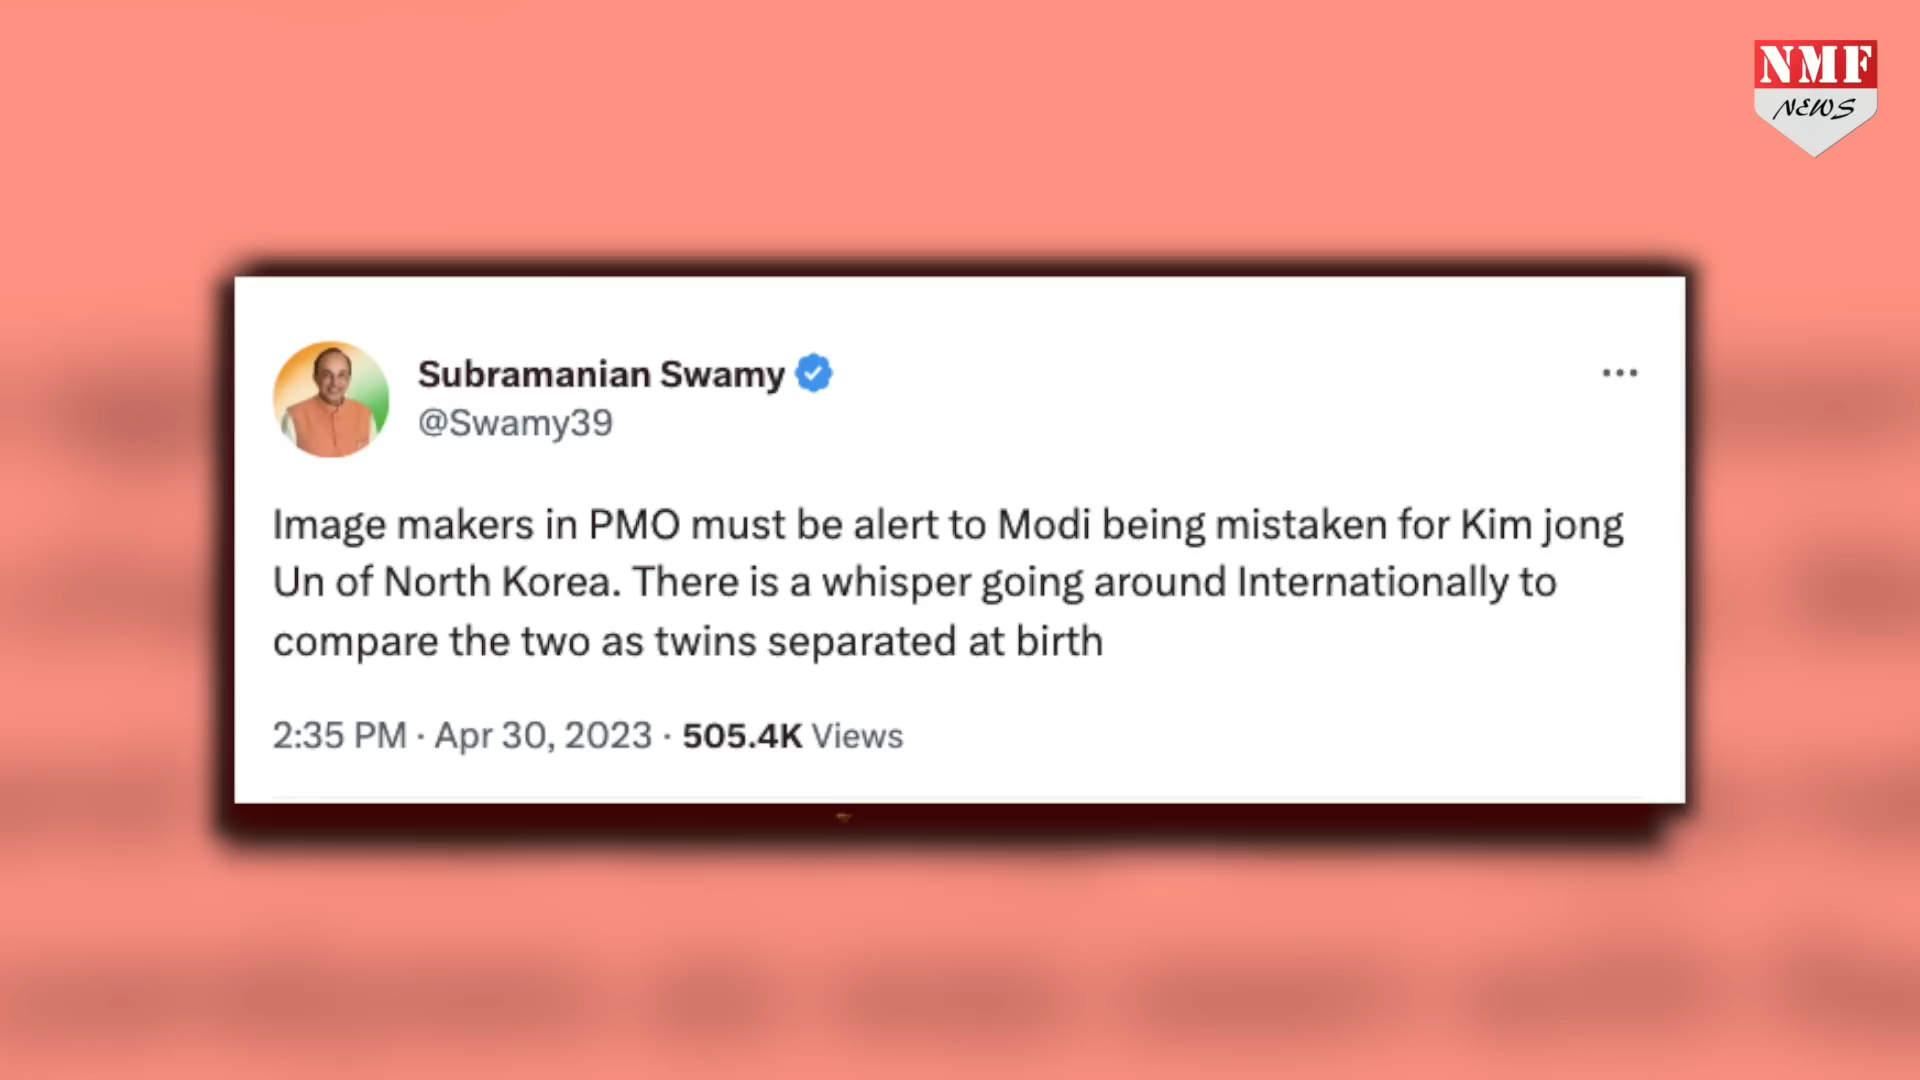 NMF
NEWS
Subramanian Swamy
@Swamy39
Image makers in PMO must be alert to Modi being mistaken for Kim jong
Un of North Korea. There is a whisper going around Internationally to
compare the two as twins separated at birth
2:35 PM · Apr 30, 2023 · 505.4K Views